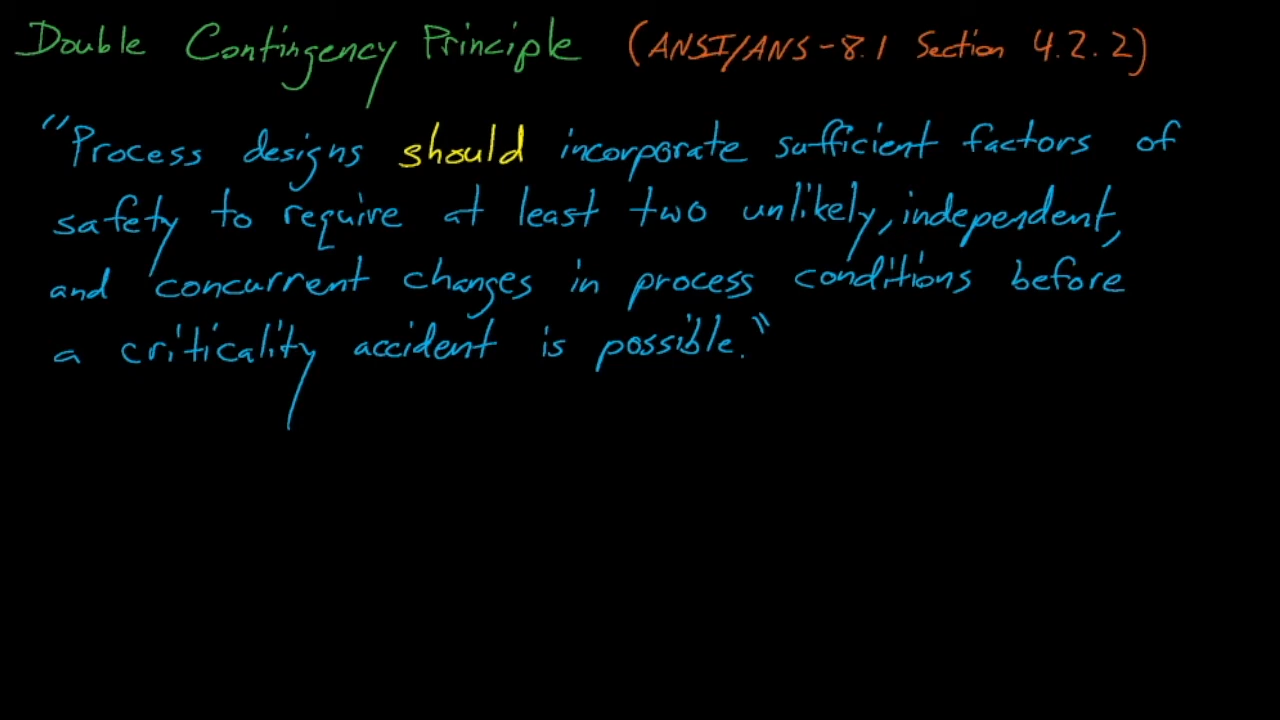 Double Contingency Principle (ANSI/ANS-8.1 Section 4.2.2)
"Process designs should incorporate sufficient factors of
safety to require at least two unlikely, independent,
and concurrent changes in process conditions before
a criticality accident is possible."